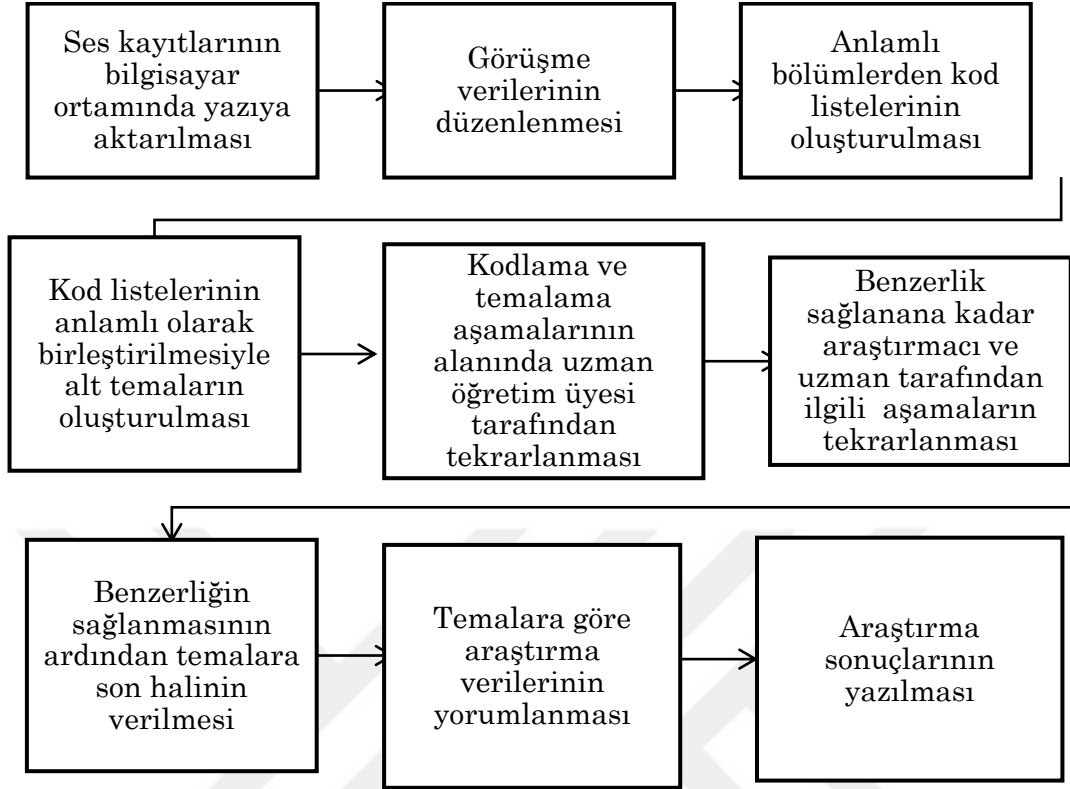 Ses kayıtlarının
bilgisayar
ortamında yazıya
aktarılması
Görüşme
verilerinin
düzenlenmesi
Anlamlı
bölümlerden kod
listelerinin
oluşturulması
Kod listelerinin
anlamlı olarak
birleştirilmesiyle
alt temaların
oluşturulması
Kodlama ve
temalama
aşamalarının
alanında uzman
öğretim üyesi
tarafından
tekrarlanması
Benzerlik
sağlanana kadar
araştırmacı ve
uzman tarafından
ilgili aşamaların
tekrarlanması
Benzerliğin
sağlanmasının
ardından temalara
son halinin
verilmesi
Temalara göre
araştırma
verilerinin
yorumlanması
Araştırma
sonuçlarının
yazılması